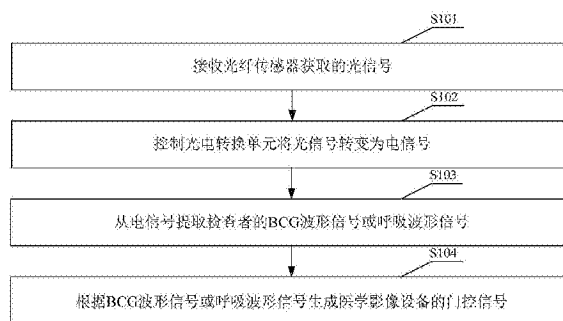 S101
接收光纤传感器获取的光信号
S102
控制光电转换单元将光信号转变为电信号
S103
从电信号提取检查者的BCG波形信号或呼吸波形信号
S104
根据BCG波形信号或呼吸波形信号生成医学影像设备的门控信号